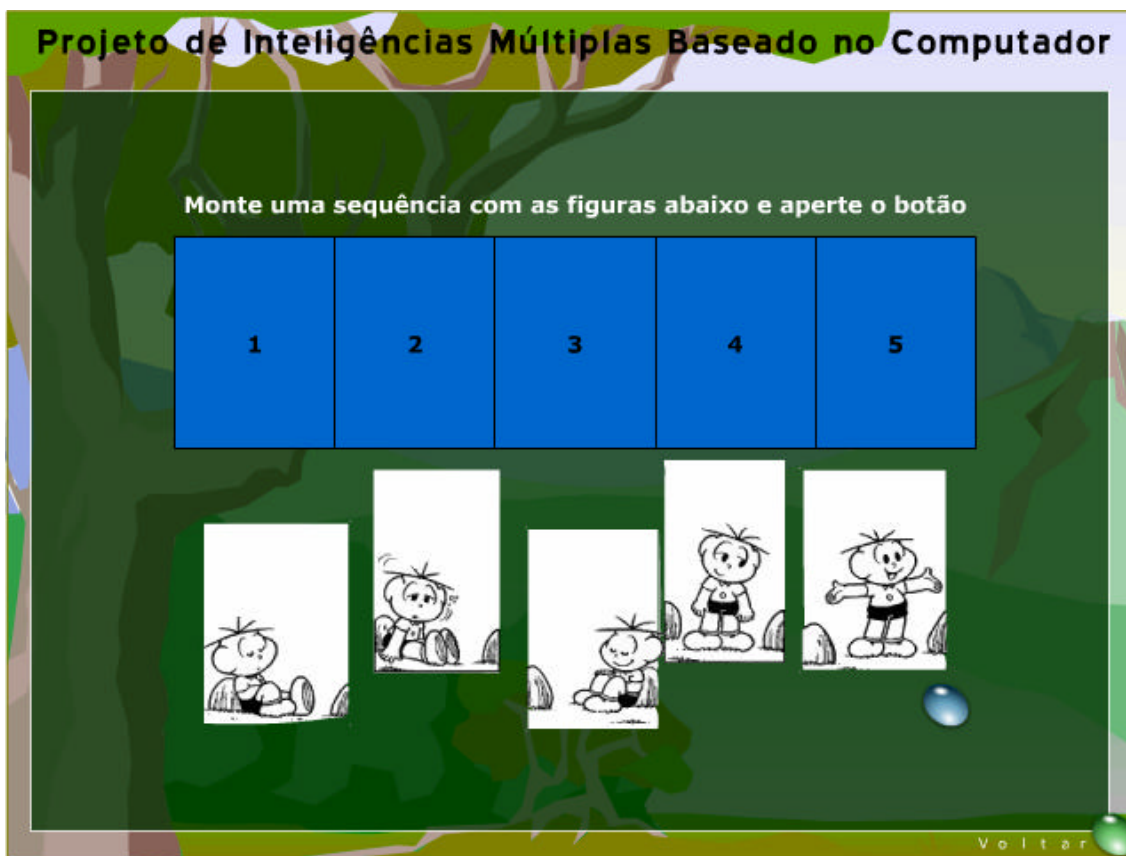 Projeto de Inteligências Múltiplas Baseado no Computador
Monte uma sequência com as figuras abaixo e aperte o botão
1 2 3 4 5
Voltar